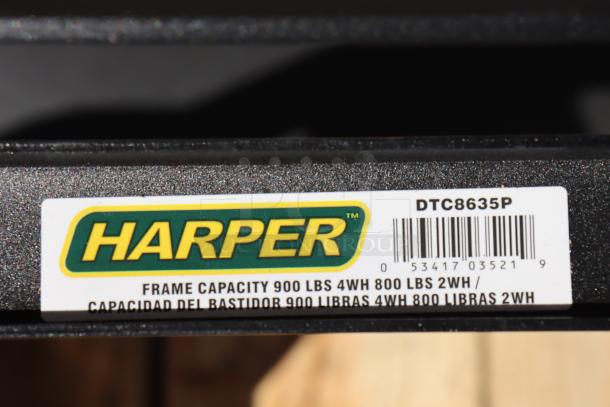 HARPER™
DTC8635P
0 53417 03521 9
FRAME CAPACITY 900 LBS 4WH 800 LBS 2WH /
CAPACIDAD DEL BASTIDOR 900 LIBRAS 4WH 800 LIBRAS 2WH